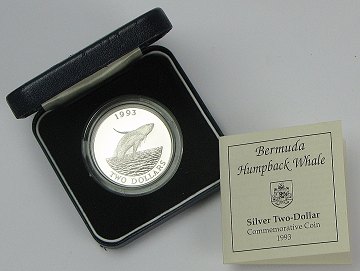 1993
TWO DOLLARS
Bermuda
Humpback Whale
Silver Two-Dollar
Commemorative Coin
1993